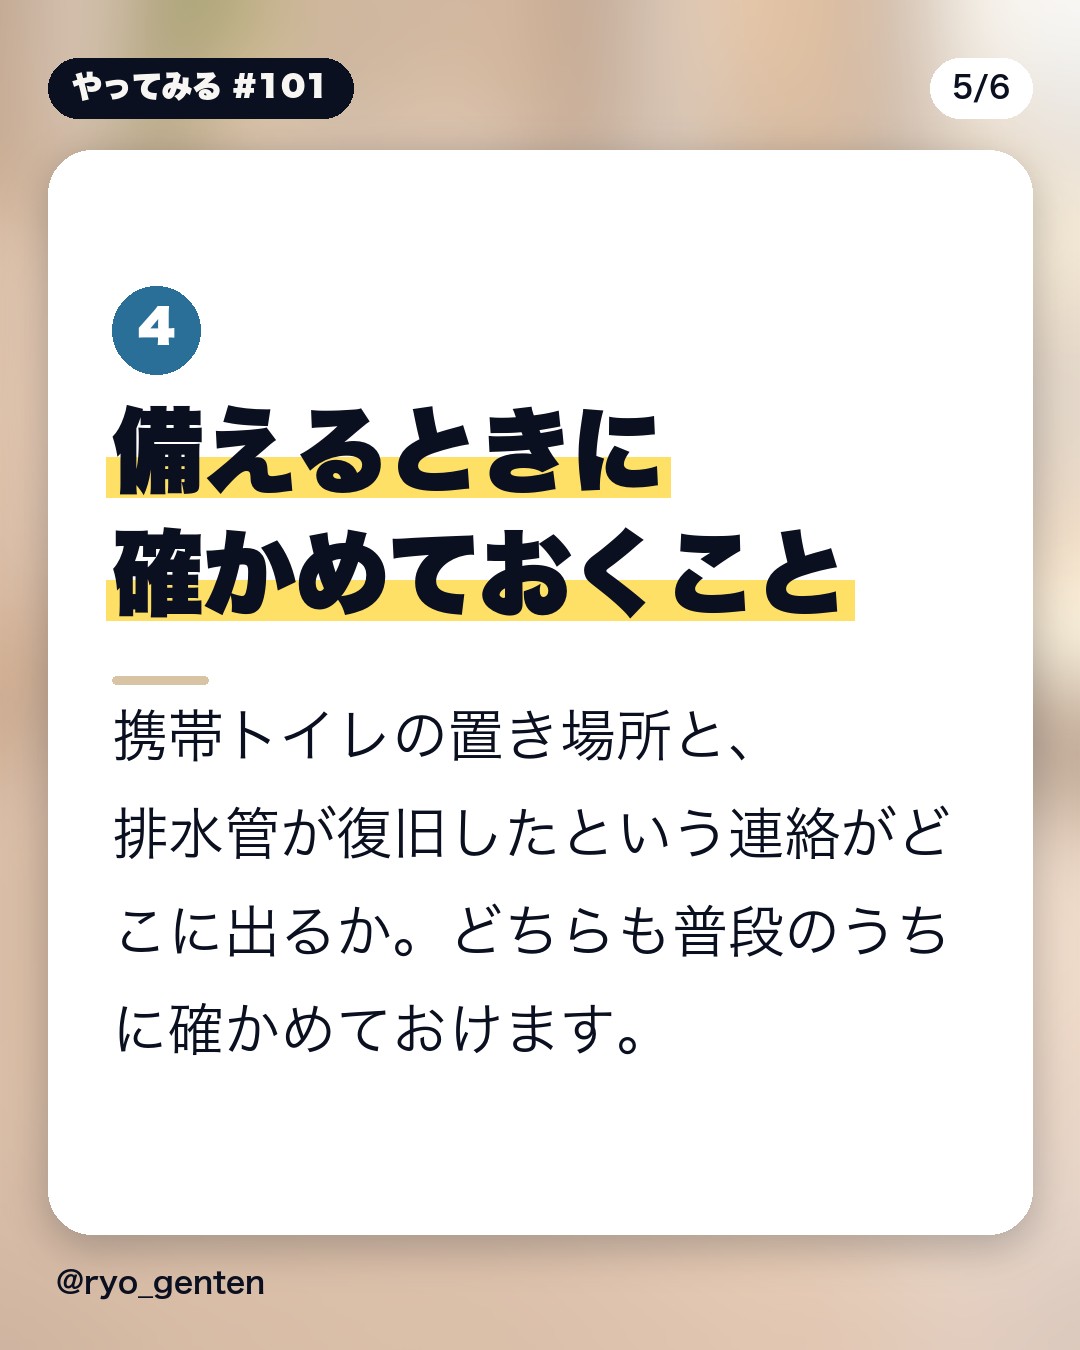 やってみる #101
5/6
4
備えるときに
確かめておくこと
携帯トイレの置き場所と、
排水管が復旧したという連絡がど
こに出るか。どちらも普段のうち
に確かめておけます。
@ryo_genten